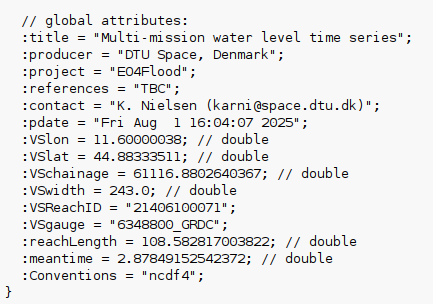 // global attributes:
:title = "Multi-mission water level time series";
:producer = "DTU Space, Denmark";
:project = "EO4Flood";
:references = "TBC";
:contact = "K. Nielsen (karni@space.dtu.dk)";
:pdate = "Fri Aug  1 16:04:07 2025";
:VSlon = 11.60000038; // double
:VSlat = 44.88333511; // double
:VSchainage = 61116.8802640367; // double
:VSwidth = 243.0; // double
:VSReachID = "21406100071";
:VSgauge = "6348800_GRDC";
:reachLength = 108.582817003822; // double
:meantime = 2.87849152542372; // double
:Conventions = "ncdf4";
}